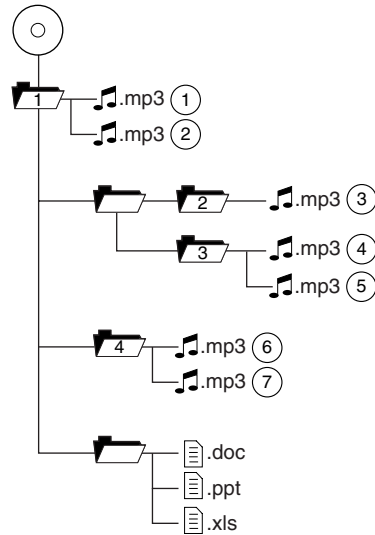 1 .mp3 1
.mp3 2
2 .mp3 3
3 .mp3 4
.mp3 5
4 .mp3 6
.mp3 7
.doc
.ppt
.xls